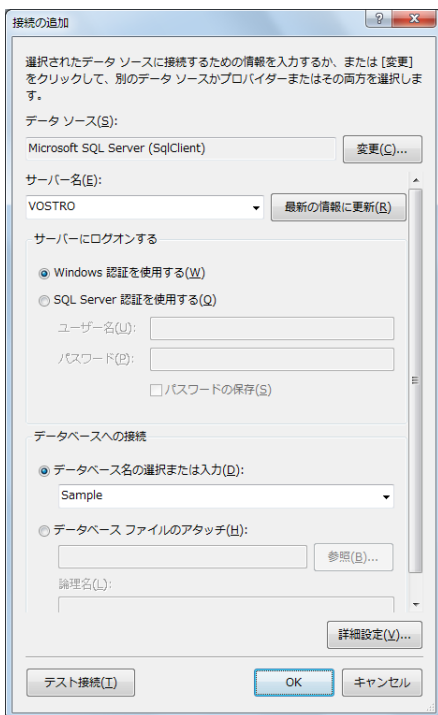 接続の追加
選択されたデータ ソースに接続するための情報を入力するか、または [変更]
をクリックして、別のデータ ソースかプロバイダーまたはその両方を選択しま
す。
データ ソース(S):
Microsoft SQL Server (SqlClient)
変更(C)...
サーバー名(E):
VOSTRO
最新の情報に更新(R)
サーバーにログオンする
Windows 認証を使用する(W)
SQL Server 認証を使用する(Q)
ユーザー名(U):
パスワード(P):
パスワードの保存(S)
データベースへの接続
データベース名の選択または入力(D):
Sample
データベース ファイルのアタッチ(H):
参照(B)...
論理名(L):
詳細設定(V)...
テスト接続(T)
OK
キャンセル